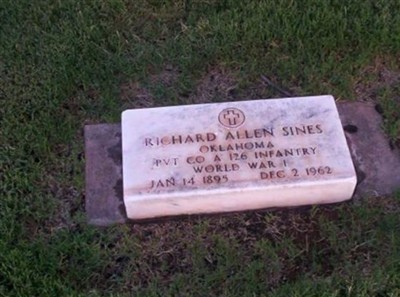 RICHARD ALLEN SINES
OKLAHOMA
PVT CO A 126 INFANTRY
WORLD WAR I
JAN 14 1895 DEC 2 1962